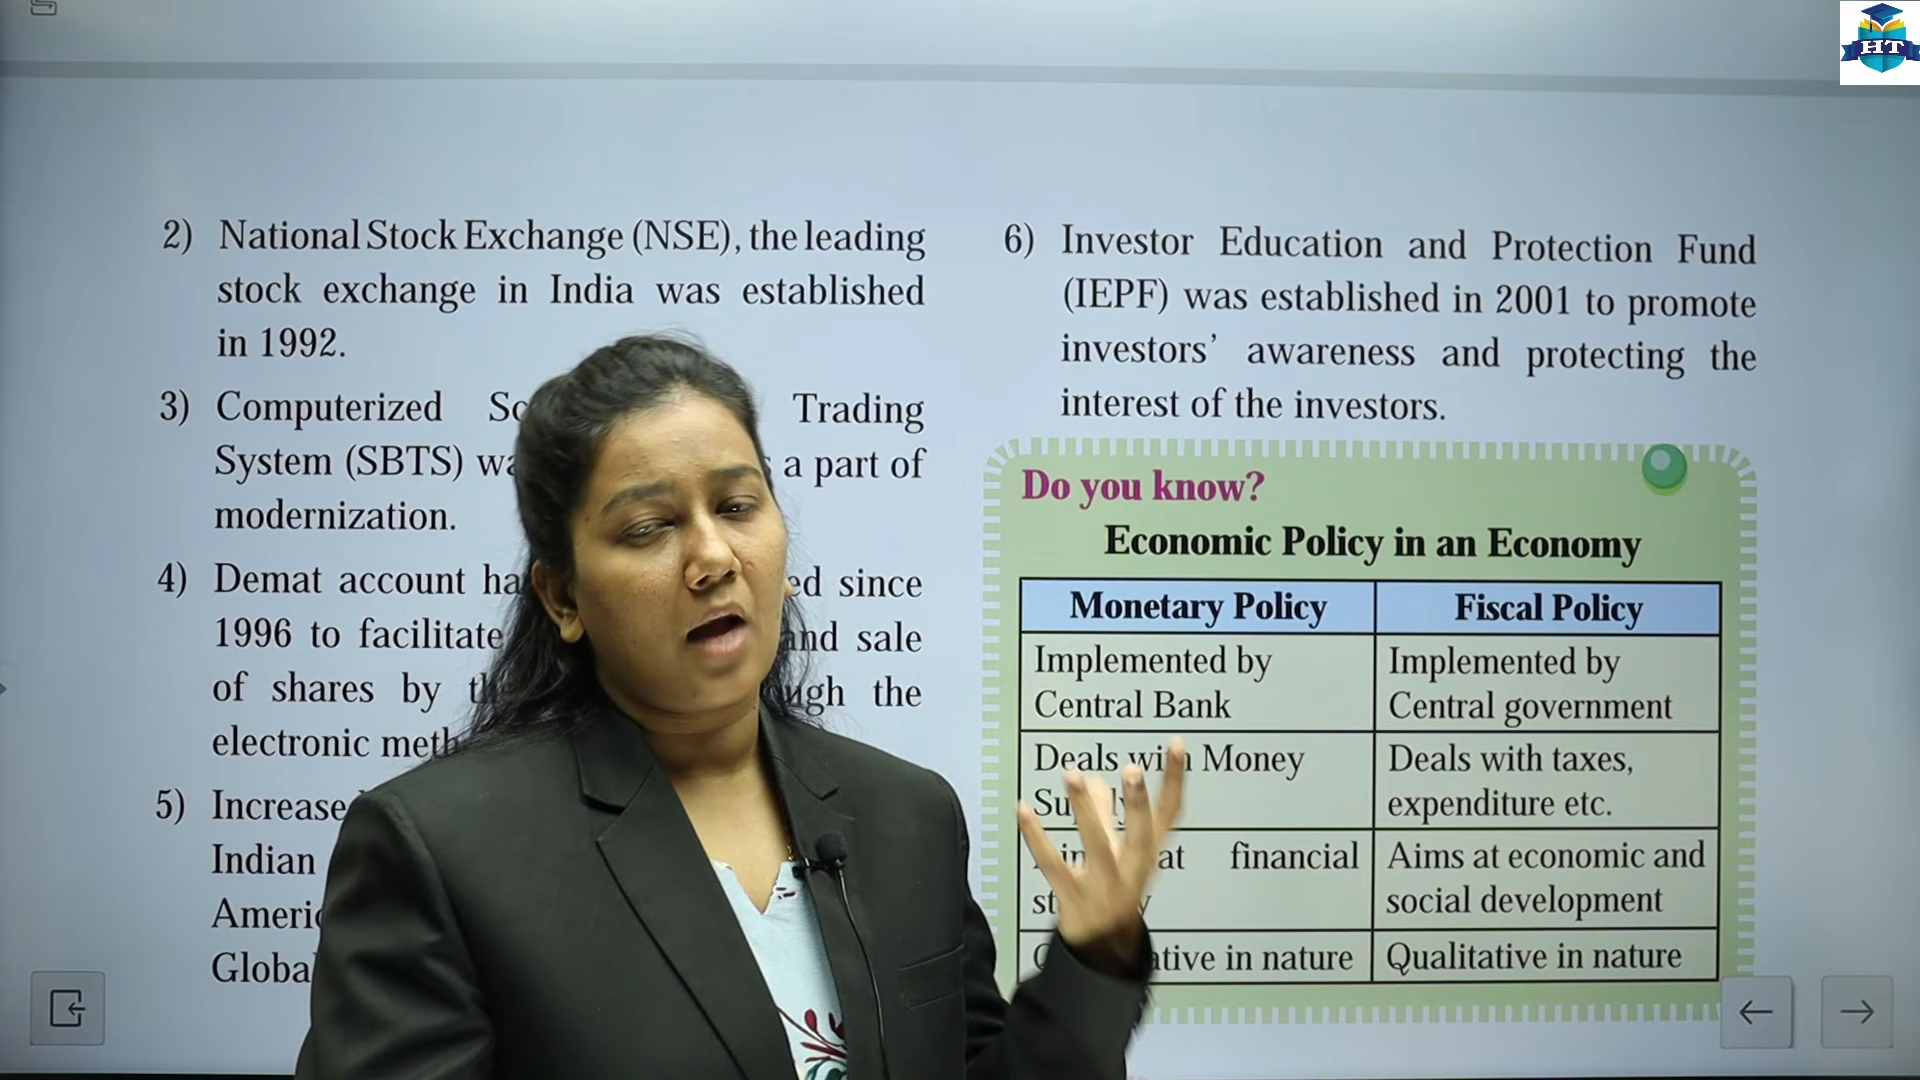 HT
2) National Stock Exchange (NSE), the leading
stock exchange in India was established
in 1992.
3) Computerized Trading
System (SBTS) a part of
modernization.
4) Demat account since
1996 to facilitate and sale
of shares by the
electronic
5)
Indian
6) Investor Education and Protection Fund
(IEPF) was established in 2001 to promote
investors’ awareness and protecting the
interest of the investors.
Do you know?
Economic Policy in an Economy
Monetary Policy Fiscal Policy
Implemented by Implemented by
Central Bank Central government
Deals with Money Deals with taxes,
Supply expenditure etc.
at financial Aims at economic and
social development
in nature Qualitative in nature